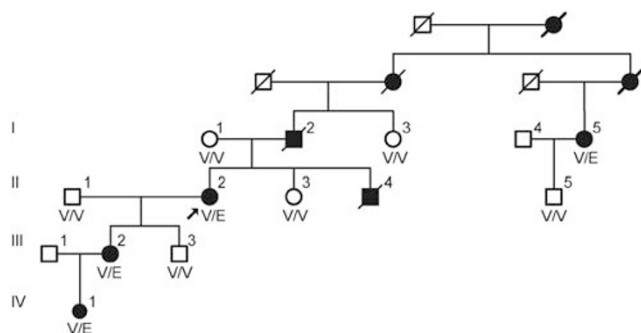 I 1 2 3 4 5
V/V V/V V/E
II 1 2 3 4 5
V/V V/E V/V V/V
III 1 2 3
V/E V/V
IV 1
V/E